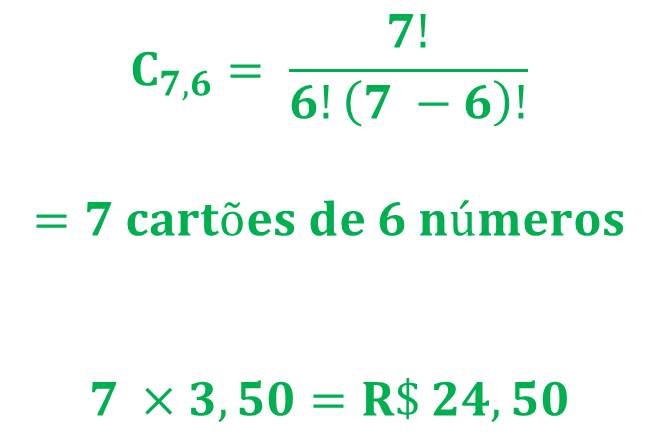 C₇,₆ = 7! / 6! (7 − 6)!
= 7 cartões de 6 números
7 × 3,50 = R$ 24,50